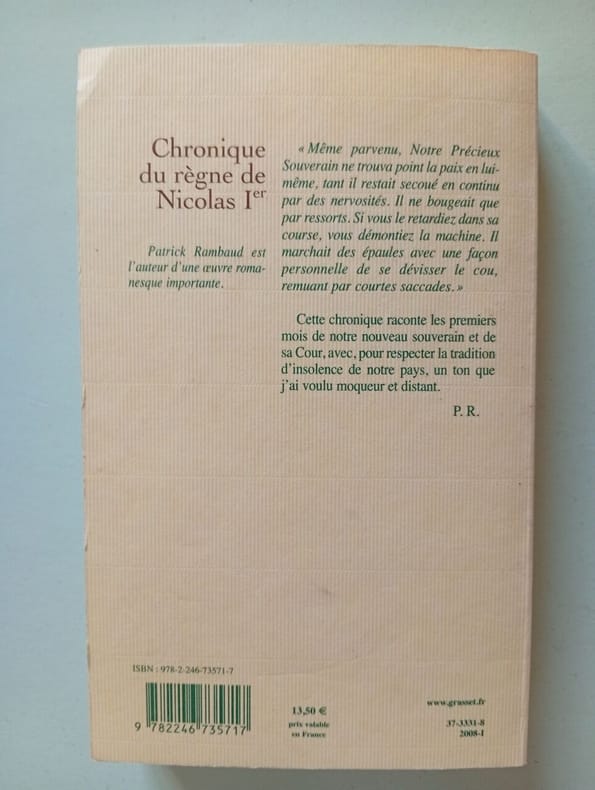 Chronique
du règne de
Nicolas Ier
Patrick Rambaud est
l'auteur d'une œuvre roma-
nesque importante.
« Même parvenu, Notre Précieux
Souverain ne trouva point la paix en lui-
même, tant il restait secoué en continu
par des nervosités. Il ne bougeait que
par ressorts. Si vous le retardiez dans sa
course, vous démontiez la machine. Il
marchait des épaules avec une façon
personnelle de se dévisser le cou,
remuant par courtes saccades. »
Cette chronique raconte les premiers
mois de notre nouveau souverain et de
sa Cour, avec, pour respecter la tradition
d'insolence de notre pays, un ton que
j'ai voulu moqueur et distant.
P. R.
ISBN : 978-2-246-73571-7
9 782246 735717
13,50 €
prix valable
en France
www.grasset.fr
37-3331-8
2008-I